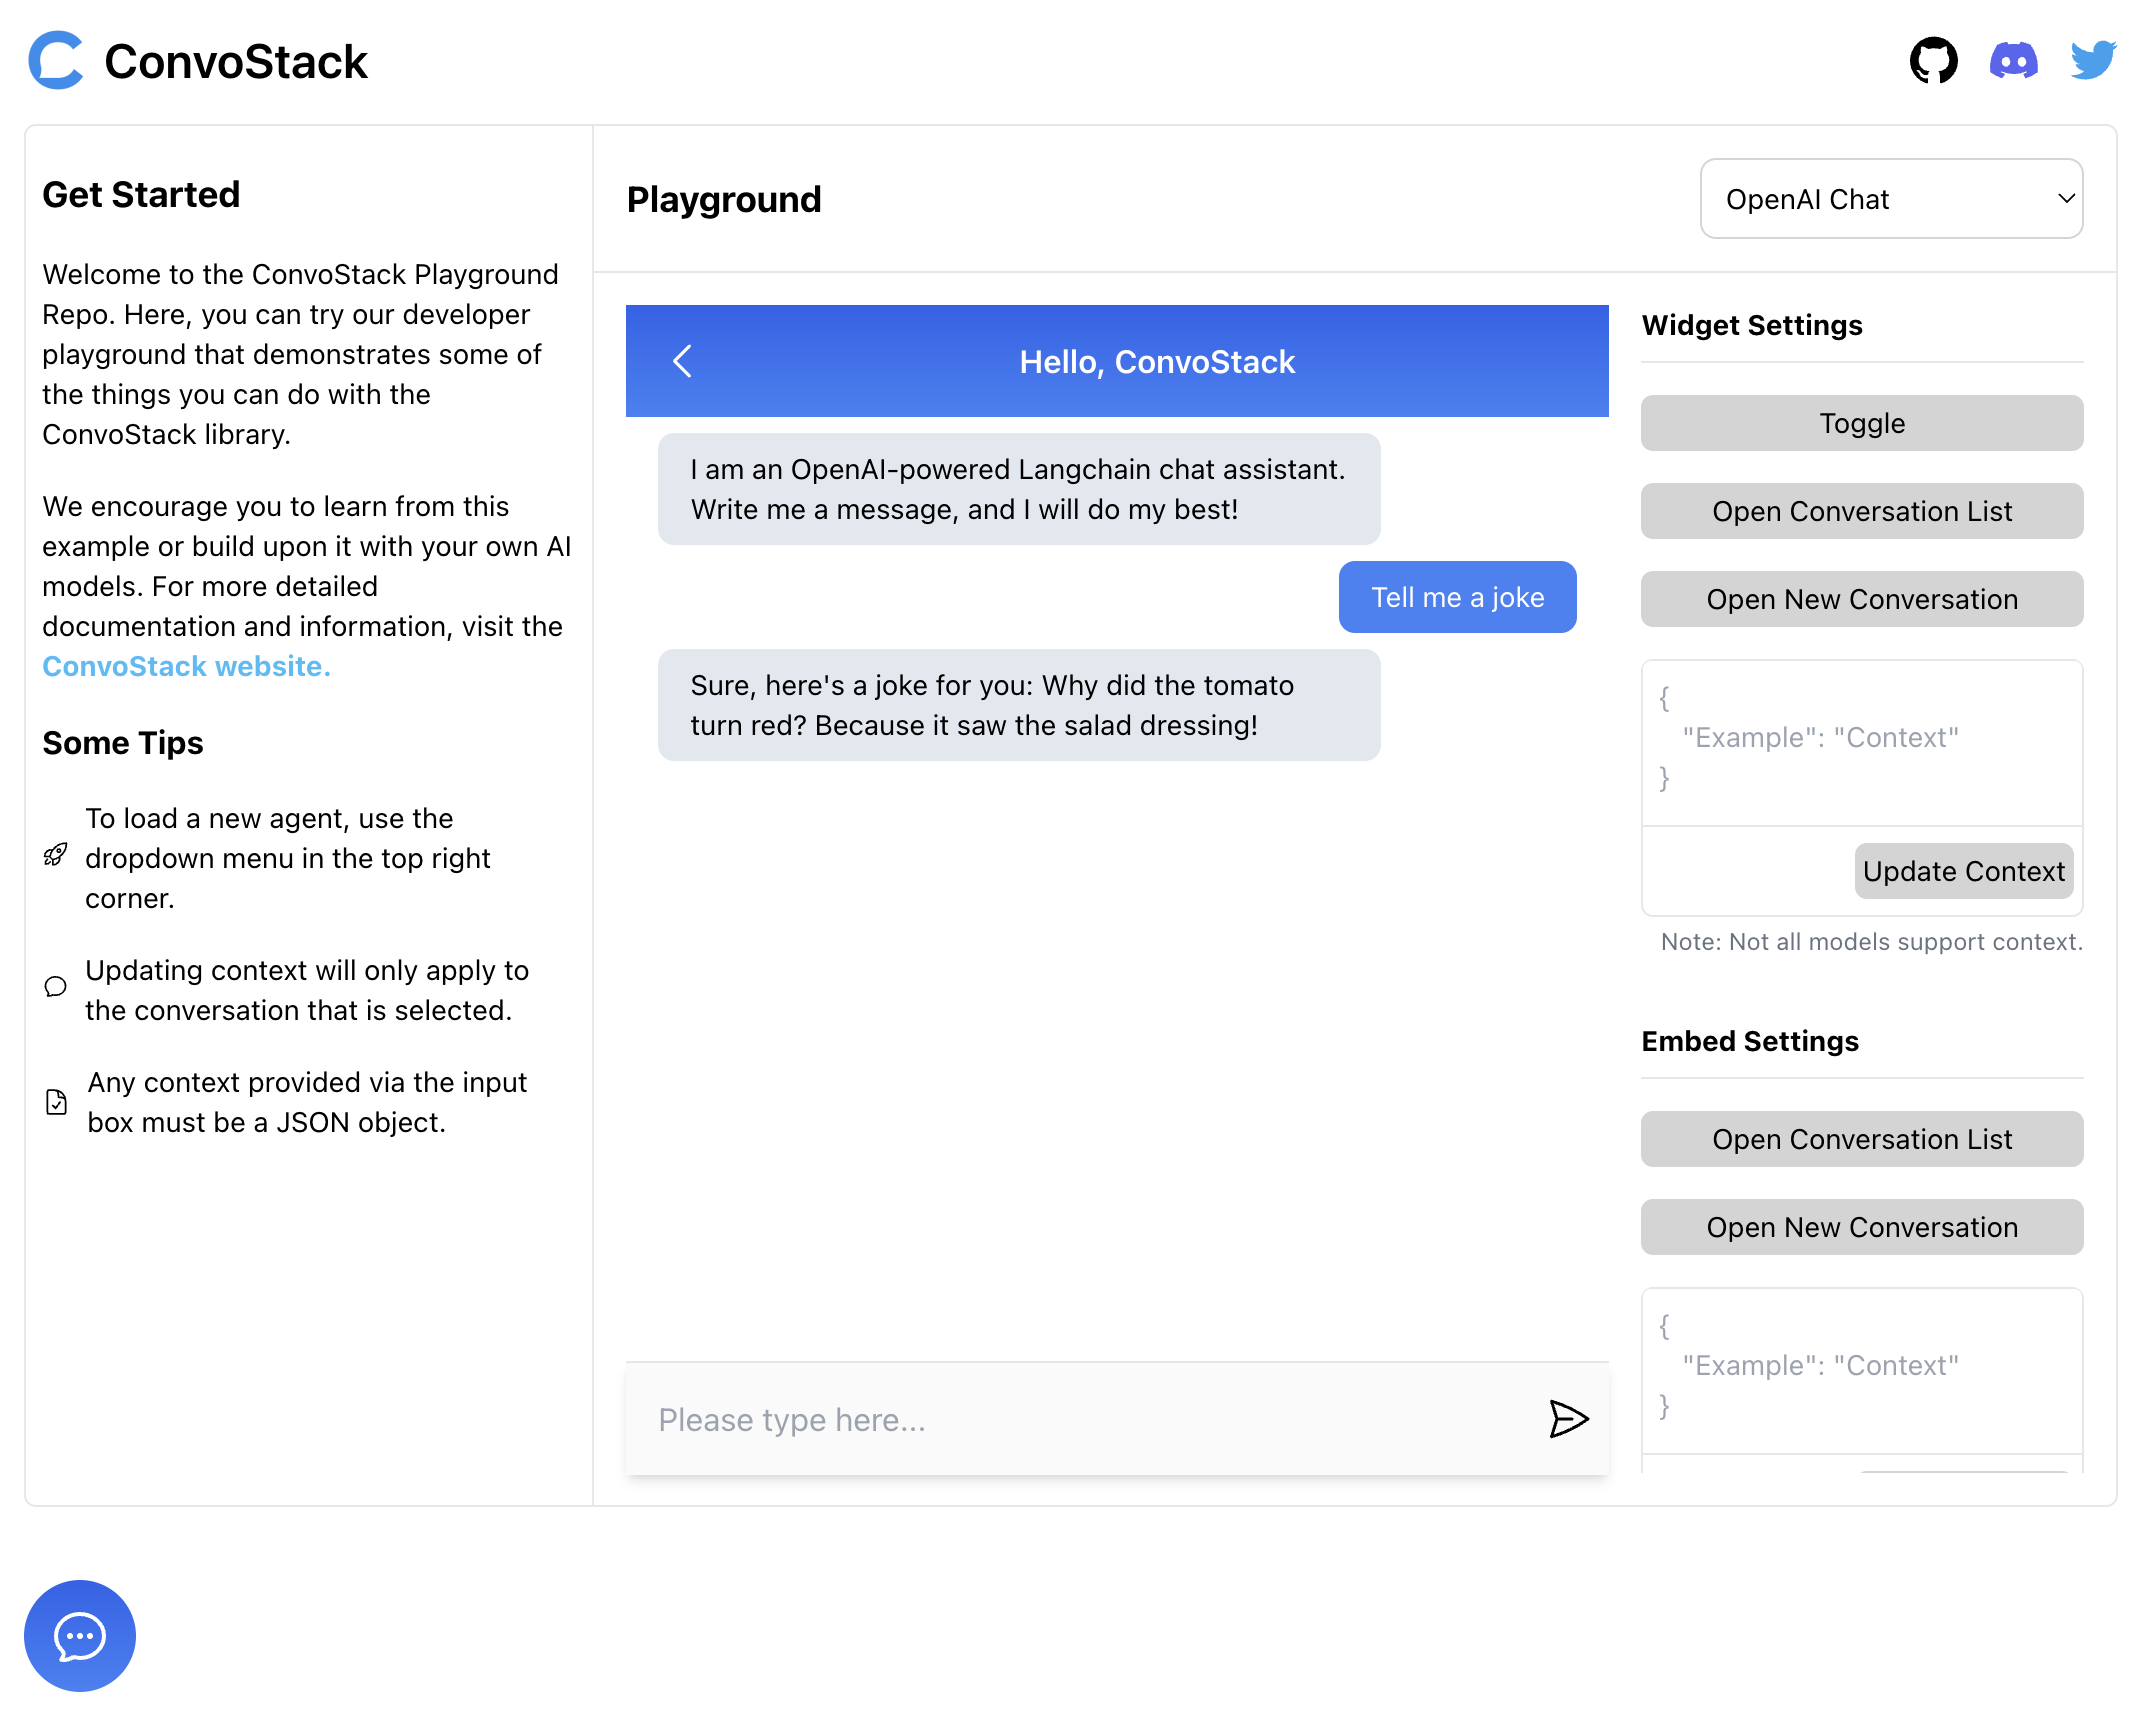 ConvoStack
Get Started
Welcome to the ConvoStack Playground
Repo. Here, you can try our developer
playground that demonstrates some of
the things you can do with the
ConvoStack library.
We encourage you to learn from this
example or build upon it with your own AI
models. For more detailed
documentation and information, visit the
ConvoStack website.
Some Tips
To load a new agent, use the
dropdown menu in the top right
corner.
Updating context will only apply to
the conversation that is selected.
Any context provided via the input
box must be a JSON object.
Playground
OpenAI Chat
Hello, ConvoStack
I am an OpenAI-powered Langchain chat assistant.
Write me a message, and I will do my best!
Tell me a joke
Sure, here's a joke for you: Why did the tomato
turn red? Because it saw the salad dressing!
Please type here...
Widget Settings
Toggle
Open Conversation List
Open New Conversation
{
"Example": "Context"
}
Update Context
Note: Not all models support context.
Embed Settings
Open Conversation List
Open New Conversation
{
"Example": "Context"
}